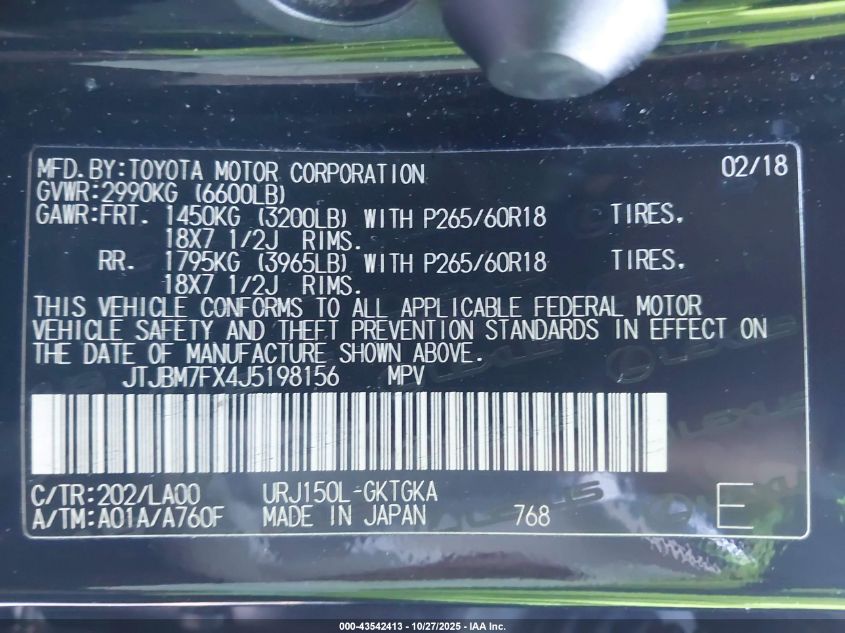 MFD.BY:TOYOTA MOTOR CORPORATION 02/18
GVWR:2990KG (6600LB)
GAWR:FRT. 1450KG (3200LB) WITH P265/60R18 TIRES.
18X7 1/2J RIMS.
RR. 1795KG (3965LB) WITH P265/60R18 TIRES.
18X7 1/2J RIMS.
THIS VEHICLE CONFORMS TO ALL APPLICABLE FEDERAL MOTOR
VEHICLE SAFETY AND THEFT PREVENTION STANDARDS IN EFFECT ON
THE DATE OF MANUFACTURE SHOWN ABOVE.
JTJBM7FX4J5198156 MPV
C/TR:202/LA00 URJ150L-GKTGKA
A/TM:A01A/A760F MADE IN JAPAN 768 E
LEXUS
000-43542413 - 10/27/2025 - IAA Inc.